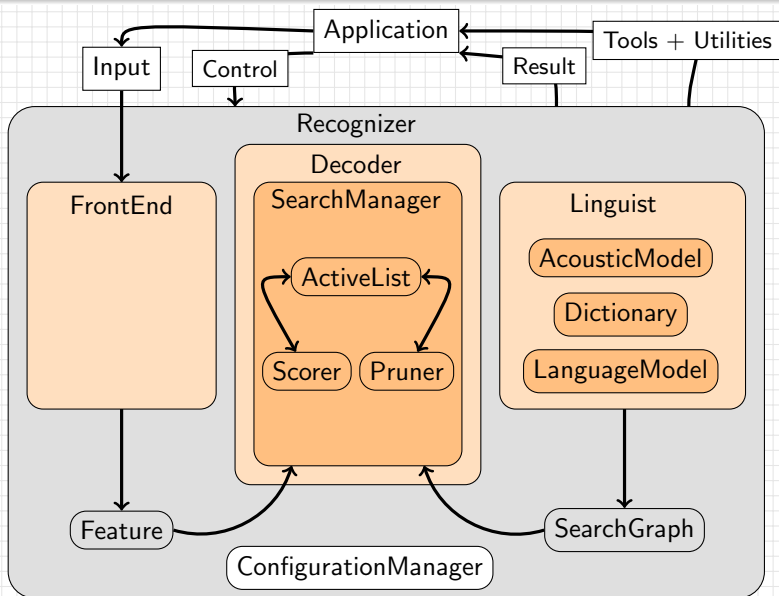 Application
Tools + Utilities
Input
Control
Result
Recognizer
Decoder
FrontEnd
SearchManager
Linguist
AcousticModel
ActiveList
Dictionary
Scorer
Pruner
LanguageModel
Feature
SearchGraph
ConfigurationManager